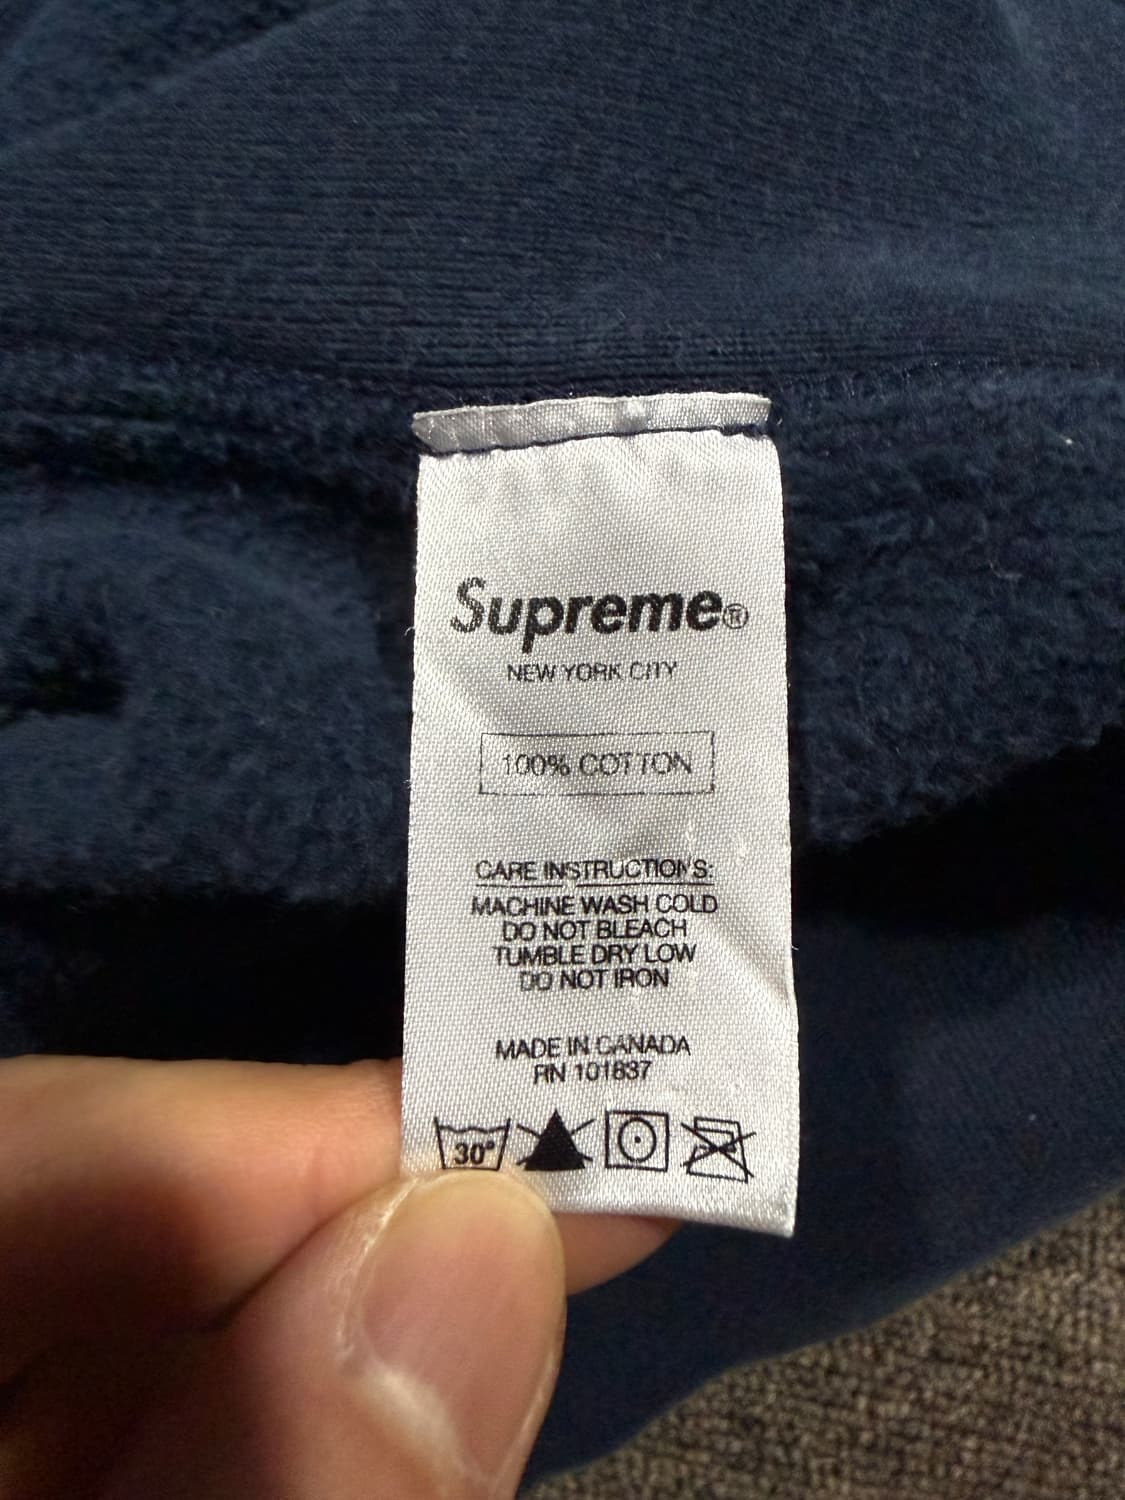 Supreme®
NEW YORK CITY
100% COTTON
CARE INSTRUCTIONS:
MACHINE WASH COLD
DO NOT BLEACH
TUMBLE DRY LOW
DO NOT IRON
MADE IN CANADA
RN 101837
30°